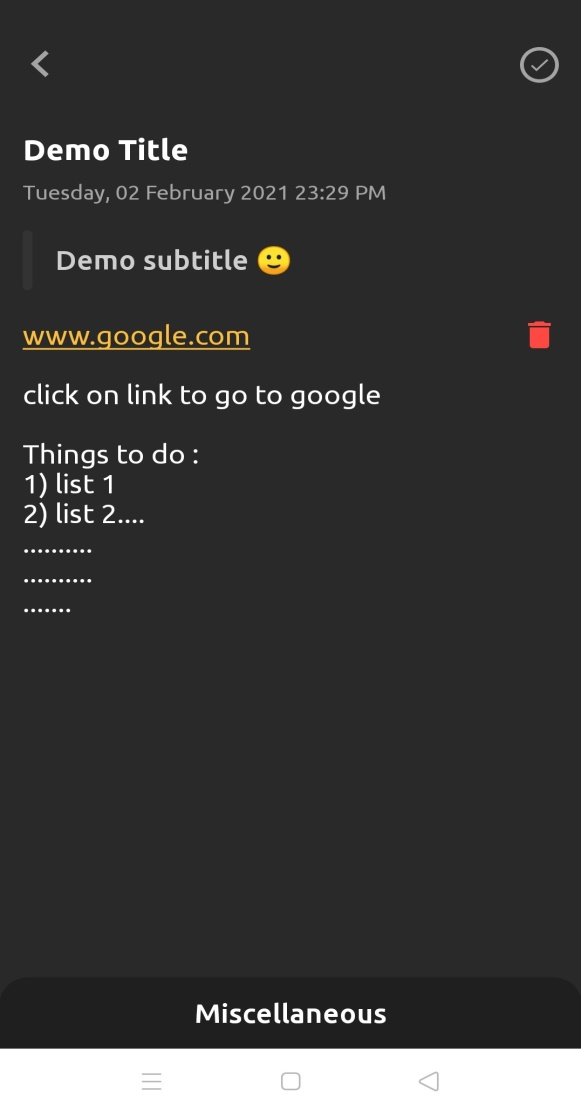 Demo Title
Tuesday, 02 February 2021 23:29 PM
Demo subtitle 🙂
www.google.com
click on link to go to google
Things to do :
1) list 1
2) list 2....
..........
..........
.......
Miscellaneous